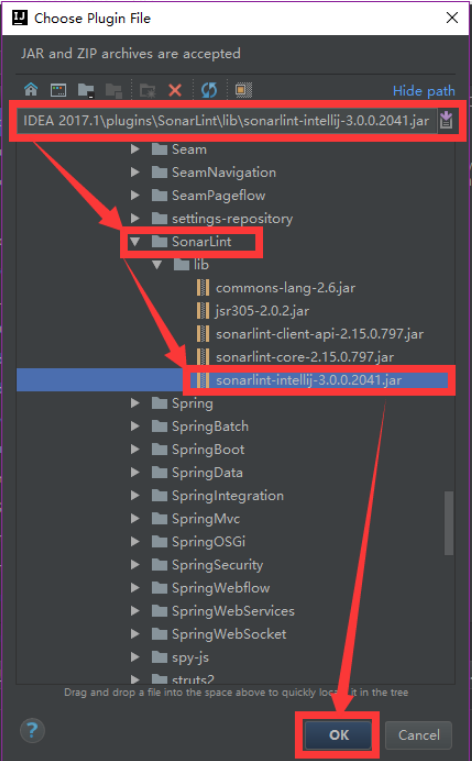 IJ Choose Plugin File
JAR and ZIP archives are accepted
Hide path
IDEA 2017.1\plugins\SonarLint\lib\sonarlint-intellij-3.0.0.2041.jar
Seam
SeamNavigation
SeamPageflow
settings-repository
SonarLint
lib
commons-lang-2.6.jar
jsr305-2.0.2.jar
sonarlint-client-api-2.15.0.797.jar
sonarlint-core-2.15.0.797.jar
sonarlint-intellij-3.0.0.2041.jar
Spring
SpringBatch
SpringBoot
SpringData
SpringIntegration
SpringMvc
SpringOSGi
SpringSecurity
SpringWebflow
SpringWebServices
SpringWebSocket
spy-js
struts2
Drag and drop a file into the space above to quickly locate it in the tree
?
OK
Cancel